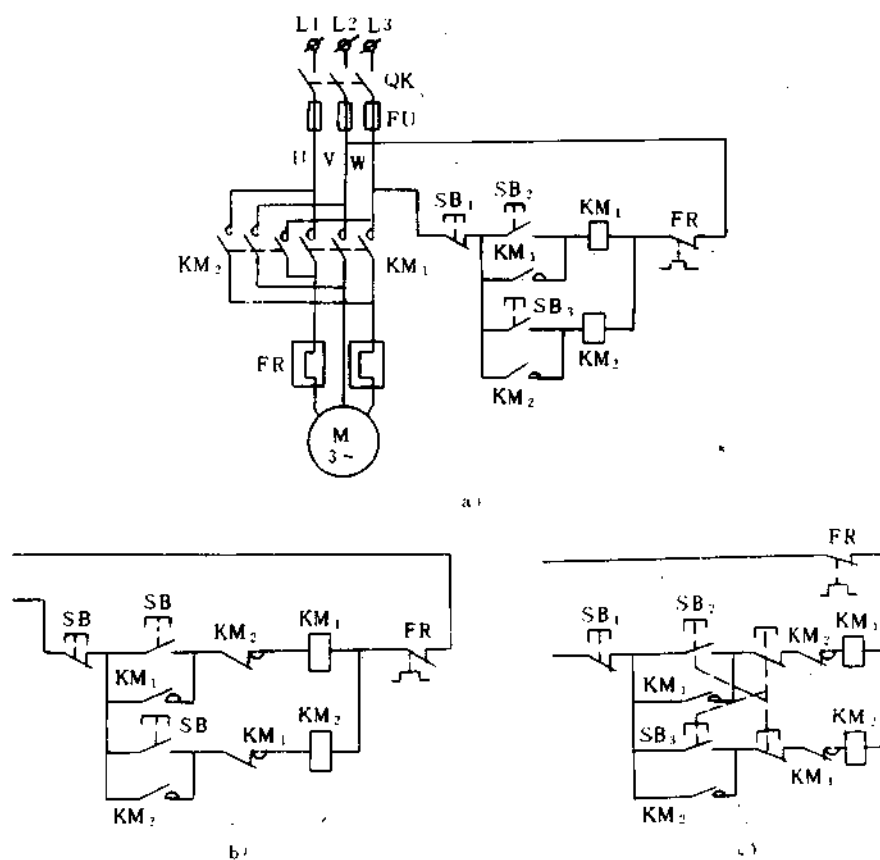 L1 L2 L3
QK
FU
U V W
SB1 SB2 KM1 FR
KM2 KM1 KM1
SB3
KM2
FR
KM2
M
3~
a)
FR
SB SB KM2 KM1 FR
SB1 SB2 KM2 KM1
KM1
KM1
SB KM1 KM2
SB3 KM1 KM2
KM2
KM2
b)
c)